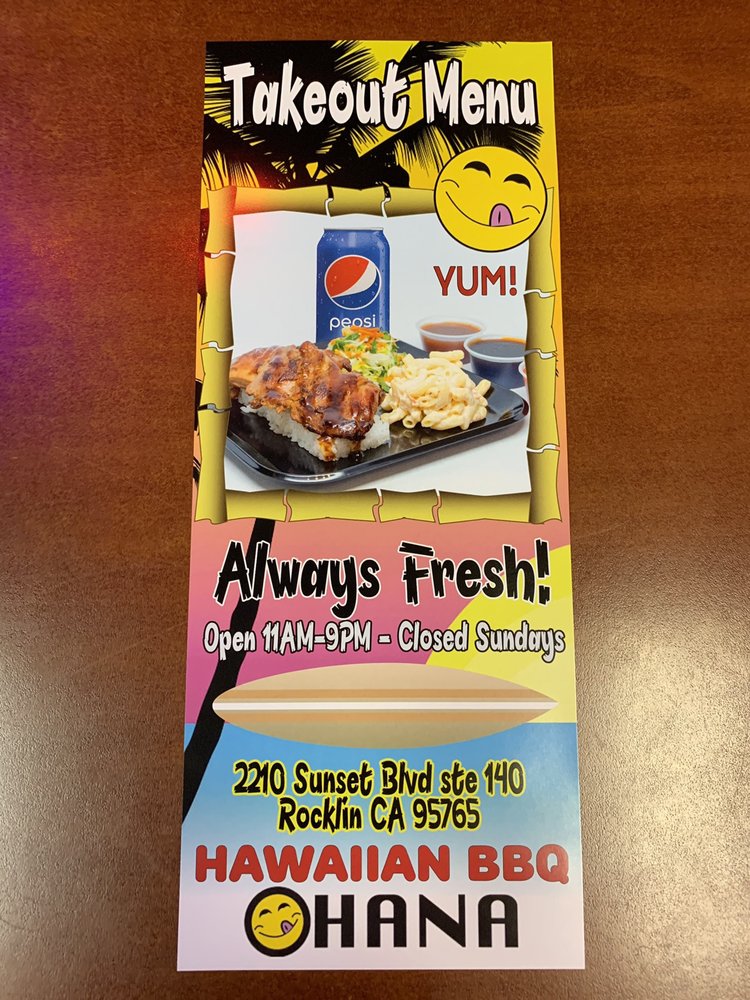 Takeout Menu
YUM!
pepsi
Always Fresh!
Open 11AM-9PM - Closed Sundays
2210 Sunset Blvd ste 140
Rocklin CA 95765
HAWAIIAN BBQ
OHANA